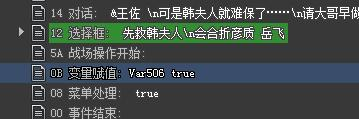 14 对话:　&王佐 \n可是韩夫人就难保了……\n请大哥早做
12 选择框:　先救韩夫人\n会合折彦质 岳飞
5A 战场操作开始:
0B 变量赋值: Var506 true
08 菜单处理:　true
00 事件结束: